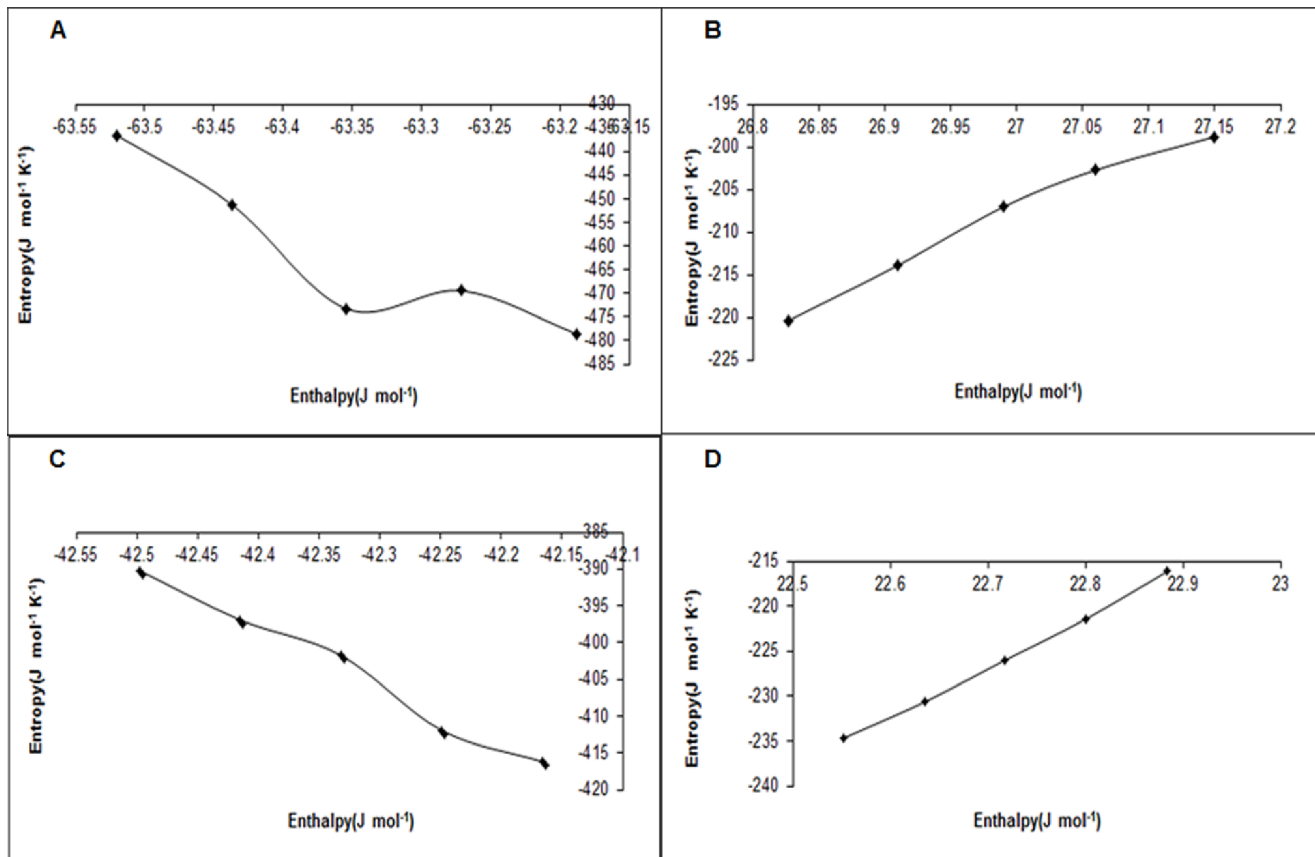 A
-63.55 -63.5 -63.45 -63.4 -63.35 -63.3 -63.25 -63.2 -63.15
430
-435
-440
-445
-450
-455
-460
-465
-470
-475
-480
-485
Entropy(J mol-1 K-1)
Enthalpy(J mol-1)
B
-195
-200
-205
-210
-215
-220
-225
26.8 26.85 26.9 26.95 27 27.05 27.1 27.15 27.2
Entropy(J mol-1 K-1)
Enthalpy(J mol-1)
C
-42.55 -42.5 -42.45 -42.4 -42.35 -42.3 -42.25 -42.2 -42.15 -42.1
385
-390
-395
-400
-405
-410
-415
-420
Entropy(J mol-1 K-1)
Enthalpy(J mol-1)
D
-215
-220
-225
-230
-235
-240
22.5 22.6 22.7 22.8 22.9 23
Entropy(J mol-1 K-1)
Enthalpy(J mol-1)